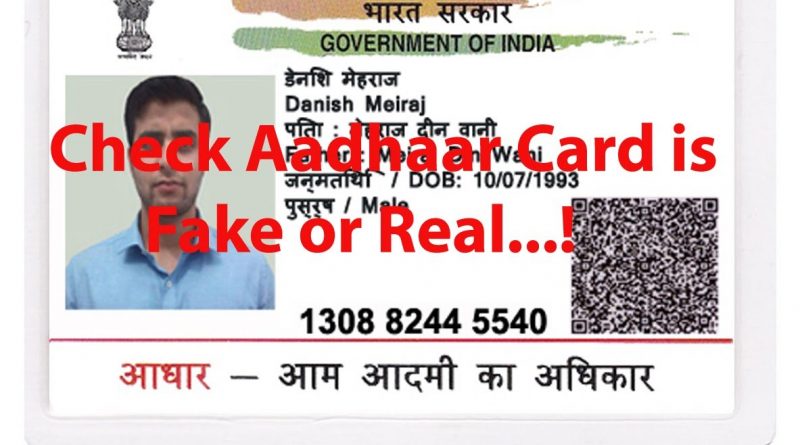 भारत सरकार
GOVERNMENT OF INDIA
डेनशि मेहराज
Danish Meiraj
पतिा : मेहराज दीन वानी
Check Aadhaar Card is
Wani
जन्मतिथि / DOB: 10/07/1993
पुस्र्ष / Male
Fake or Real...!
1308 8244 5540
आधार – आम आदमी का अधिकार